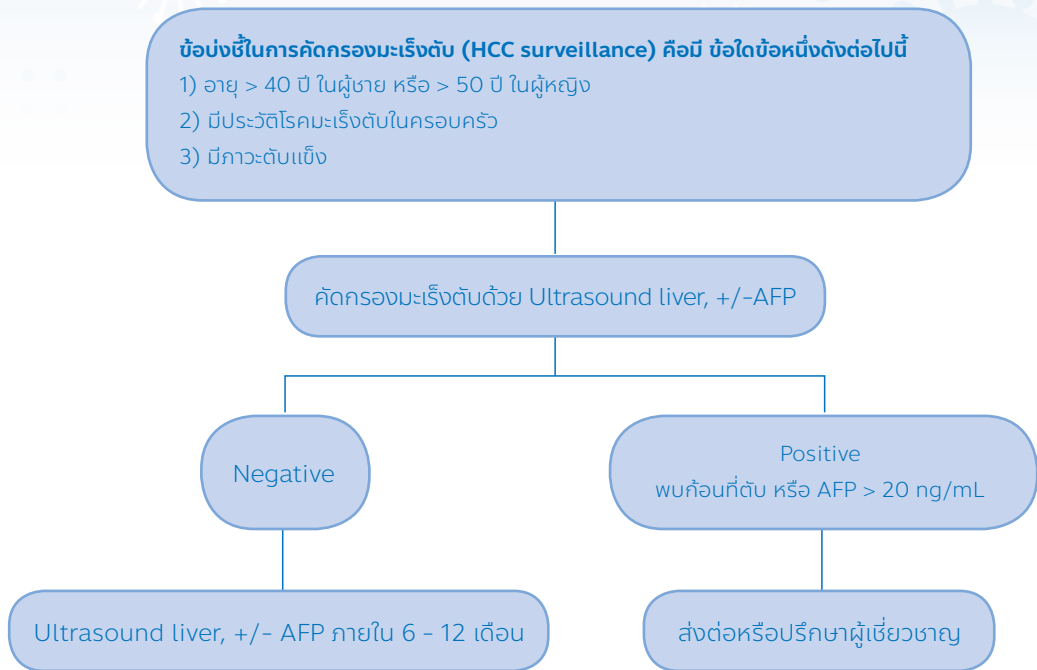 ข้อบ่งชี้ในการคัดกรองมะเร็งตับ (HCC surveillance) คือมี ข้อใดข้อหนึ่งดังต่อไปนี้
1) อายุ > 40 ปี ในผู้ชาย หรือ > 50 ปี ในผู้หญิง
2) มีประวัติโรคมะเร็งตับในครอบครัว
3) มีภาวะตับแข็ง
คัดกรองมะเร็งตับด้วย Ultrasound liver, +/-AFP
Negative
Positive
พบก้อนที่ตับ หรือ AFP > 20 ng/mL
Ultrasound liver, +/- AFP ภายใน 6 - 12 เดือน
ส่งต่อหรือปรึกษาผู้เชี่ยวชาญ